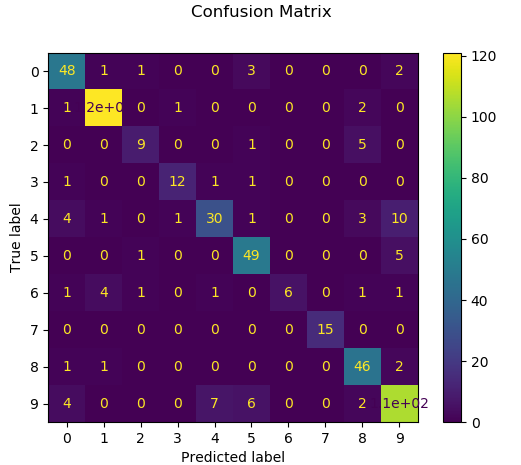 Confusion Matrix
0 48 1 1 0 0 3 0 0 0 2
1 1 2e+0 0 1 0 0 0 0 2 0
2 0 0 9 0 0 1 0 0 5 0
3 1 0 0 12 1 1 0 0 0 0
4 4 1 0 1 30 1 0 0 3 10
5 0 0 1 0 0 49 0 0 0 5
6 1 4 1 0 1 0 6 0 1 1
7 0 0 0 0 0 0 0 15 0 0
8 1 1 0 0 0 0 0 0 46 2
9 4 0 0 0 7 6 0 0 2 1e+02
0 1 2 3 4 5 6 7 8 9
Predicted label
True label
120
100
80
60
40
20
0